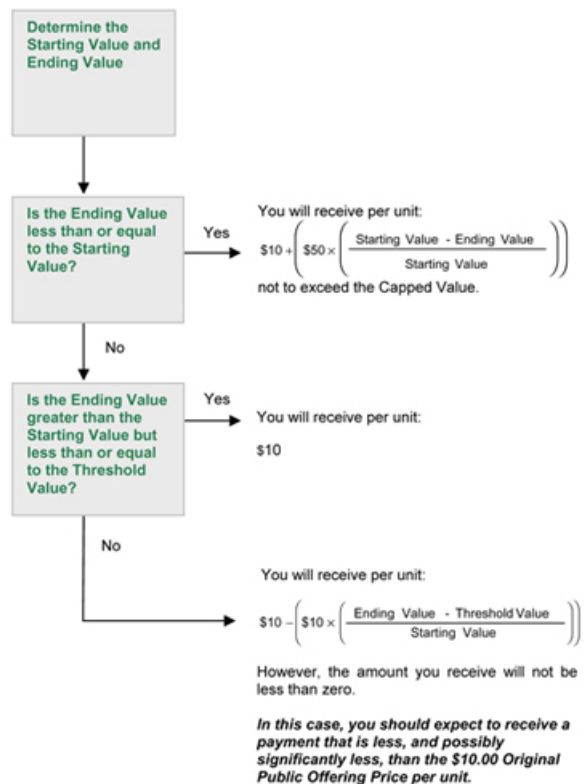 Determine the
Starting Value and
Ending Value
Is the Ending Value
less than or equal
to the Starting
Value?
Yes
You will receive per unit:
$10 + ( $50 × ( Starting Value - Ending Value
Starting Value ) )
not to exceed the Capped Value.
No
Is the Ending Value
greater than the
Starting Value but
less than or equal
to the Threshold
Value?
Yes
You will receive per unit:
$10
No
You will receive per unit:
$10 – ( $10 × ( Ending Value - Threshold Value
Starting Value ) )
However, the amount you receive will not be
less than zero.
In this case, you should expect to receive a
payment that is less, and possibly
significantly less, than the $10.00 Original
Public Offering Price per unit.